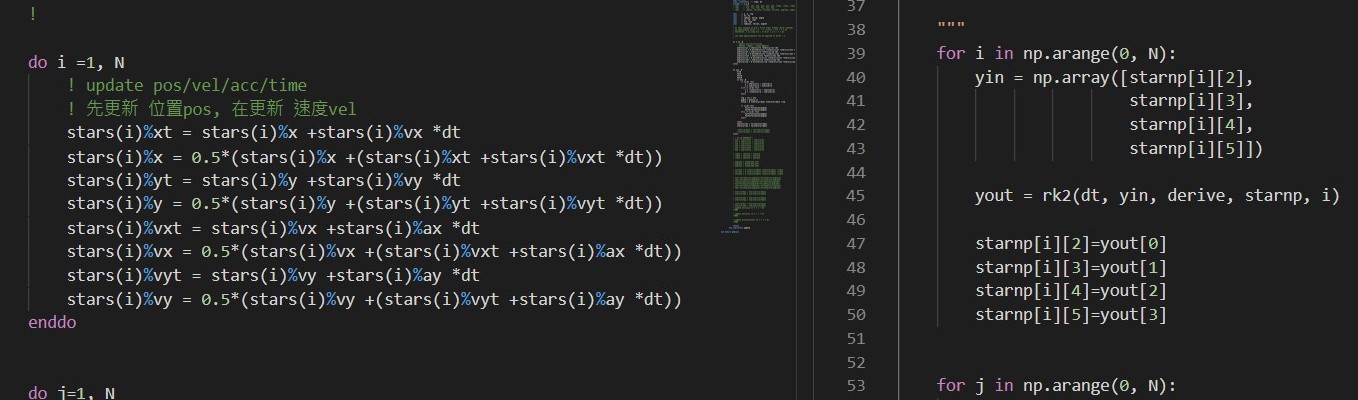 !
do i =1, N
! update pos/vel/acc/time
! 先更新 位置pos, 在更新 速度vel
stars(i)%xt = stars(i)%x +stars(i)%vx *dt
stars(i)%x = 0.5*(stars(i)%x +(stars(i)%xt +stars(i)%vxt *dt))
stars(i)%yt = stars(i)%y +stars(i)%vy *dt
stars(i)%y = 0.5*(stars(i)%y +(stars(i)%yt +stars(i)%vyt *dt))
stars(i)%vxt = stars(i)%vx +stars(i)%ax *dt
stars(i)%vx = 0.5*(stars(i)%vx +(stars(i)%vxt +stars(i)%ax *dt))
stars(i)%vyt = stars(i)%vy +stars(i)%ay *dt
stars(i)%vy = 0.5*(stars(i)%vy +(stars(i)%vyt +stars(i)%ay *dt))
enddo
do j=1, N
37
38 """
39 for i in np.arange(0, N):
40 yin = np.array([starnp[i][2],
41 starnp[i][3],
42 starnp[i][4],
43 starnp[i][5]])
44
45 yout = rk2(dt, yin, derive, starnp, i)
46
47 starnp[i][2]=yout[0]
48 starnp[i][3]=yout[1]
49 starnp[i][4]=yout[2]
50 starnp[i][5]=yout[3]
51
52
53 for j in np.arange(0, N):